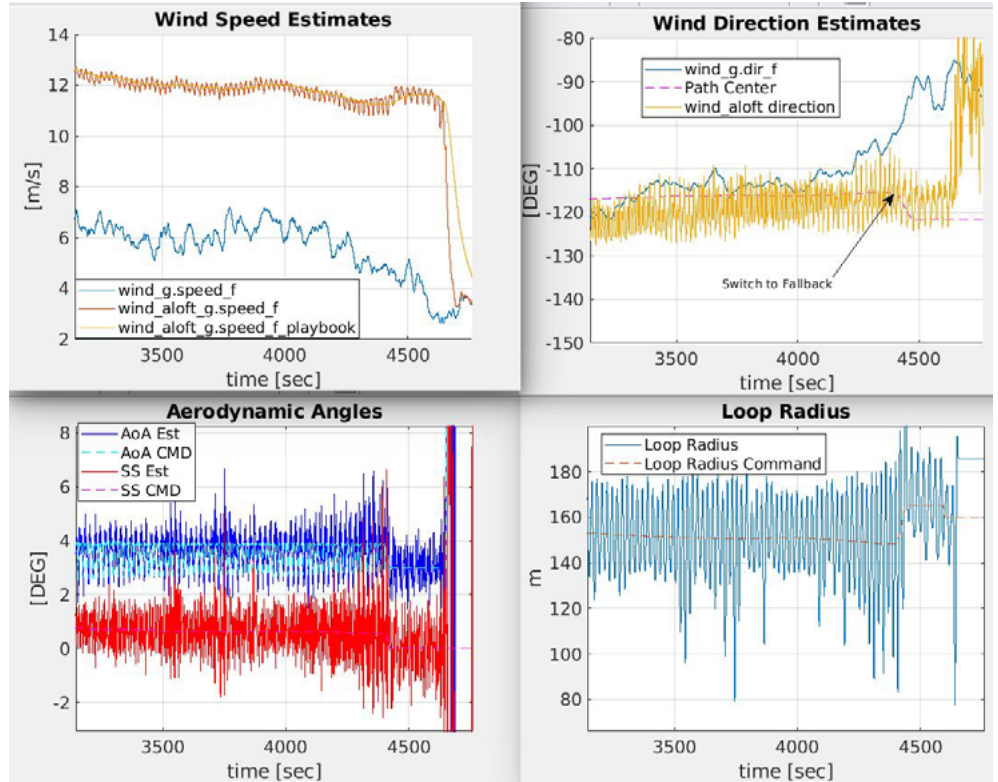 Wind Speed Estimates
14
12
10
8
6
4
2
[m/s]
wind_g.speed_f
wind_aloft_g.speed_f
wind_aloft_g.speed_f_playbook
3500 4000 4500
time [sec]
Wind Direction Estimates
-80
-90
-100
-110
-120
-130
-140
-150
[DEG]
wind_g.dir_f
Path Center
wind_aloft direction
Switch to Fallback
3500 4000 4500
time [sec]
Aerodynamic Angles
8
6
4
2
0
-2
[DEG]
AoA Est
AoA CMD
SS Est
SS CMD
3500 4000 4500
time [sec]
Loop Radius
180
160
140
120
100
80
m
Loop Radius
Loop Radius Command
3500 4000 4500
time [sec]